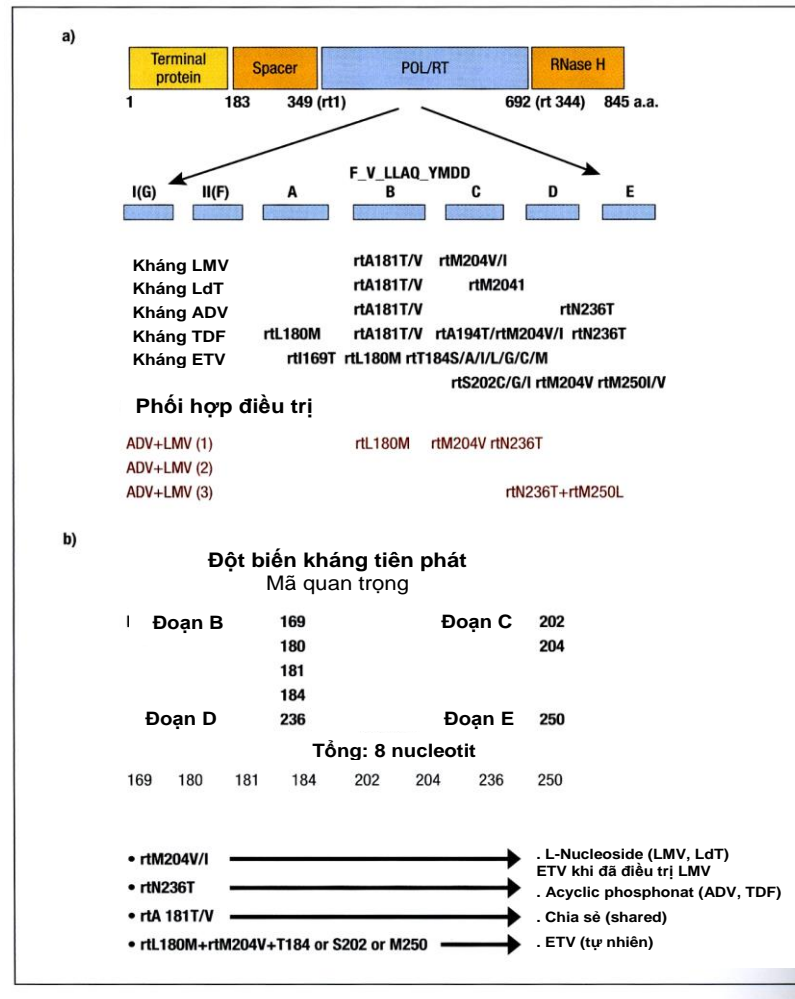 a)
Terminal protein Spacer POL/RT RNase H
1 183 349 (rt1) 692 (rt 344) 845 a.a.
F_V_LLAQ_YMDD
I(G) II(F) A B C D E
Kháng LMV rtA181T/V rtM204V/I
Kháng LdT rtA181T/V rtM2041
Kháng ADV rtA181T/V rtN236T
Kháng TDF rtL180M rtA181T/V rtA194T/rtM204V/I rtN236T
Kháng ETV rtI169T rtL180M rtT184S/A/I/L/G/C/M
rtS202C/G/I rtM204V rtM250I/V
Phối hợp điều trị
ADV+LMV (1) rtL180M rtM204V rtN236T
ADV+LMV (2)
ADV+LMV (3) rtN236T+rtM250L
b)
Đột biến kháng tiên phát
Mã quan trọng
I Đoạn B 169 Đoạn C 202
180 204
181
184
Đoạn D 236 Đoạn E 250
Tổng: 8 nucleotit
169 180 181 184 202 204 236 250
• rtM204V/I . L-Nucleoside (LMV, LdT)
ETV khi đã điều trị LMV
• rtN236T . Acyclic phosphonat (ADV, TDF)
• rtA 181T/V . Chia sẻ (shared)
• rtL180M+rtM204V+T184 or S202 or M250 . ETV (tự nhiên)